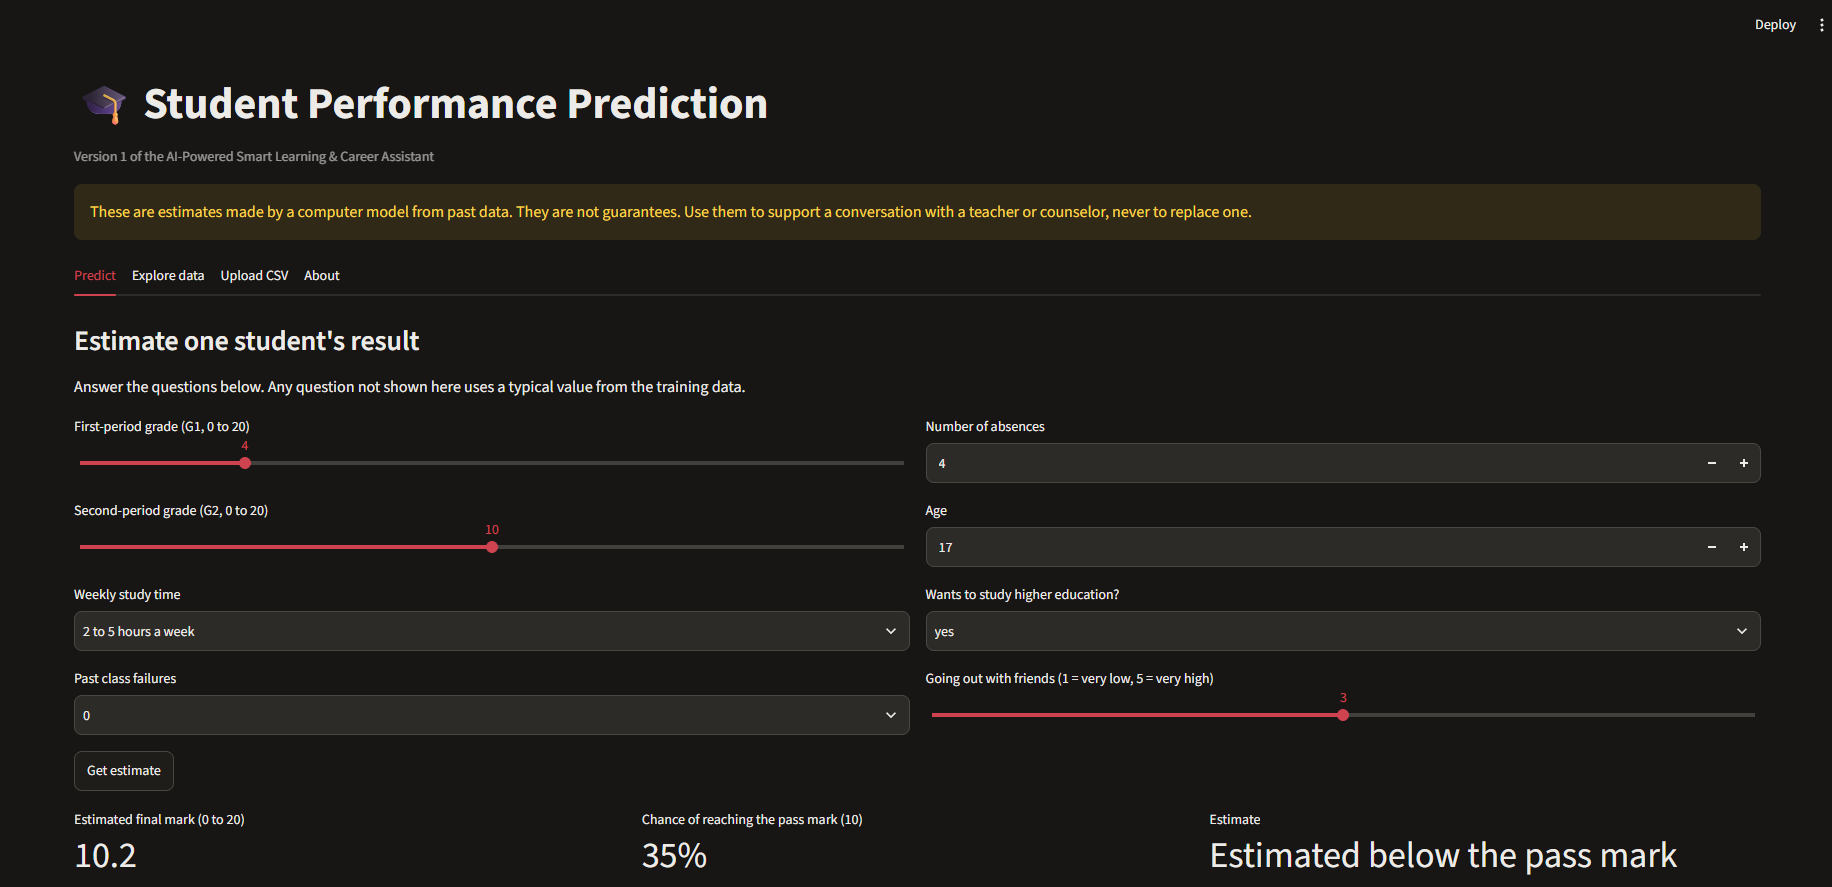 Deploy
Student Performance Prediction
Version 1 of the AI-Powered Smart Learning & Career Assistant
These are estimates made by a computer model from past data. They are not guarantees. Use them to support a conversation with a teacher or counselor, never to replace one.
Predict Explore data Upload CSV About
Estimate one student's result
Answer the questions below. Any question not shown here uses a typical value from the training data.
First-period grade (G1, 0 to 20)
4
Number of absences
4
Second-period grade (G2, 0 to 20)
10
Age
17
Weekly study time
2 to 5 hours a week
Wants to study higher education?
yes
Past class failures
0
Going out with friends (1 = very low, 5 = very high)
3
Get estimate
Estimated final mark (0 to 20)
10.2
Chance of reaching the pass mark (10)
35%
Estimate
Estimated below the pass mark